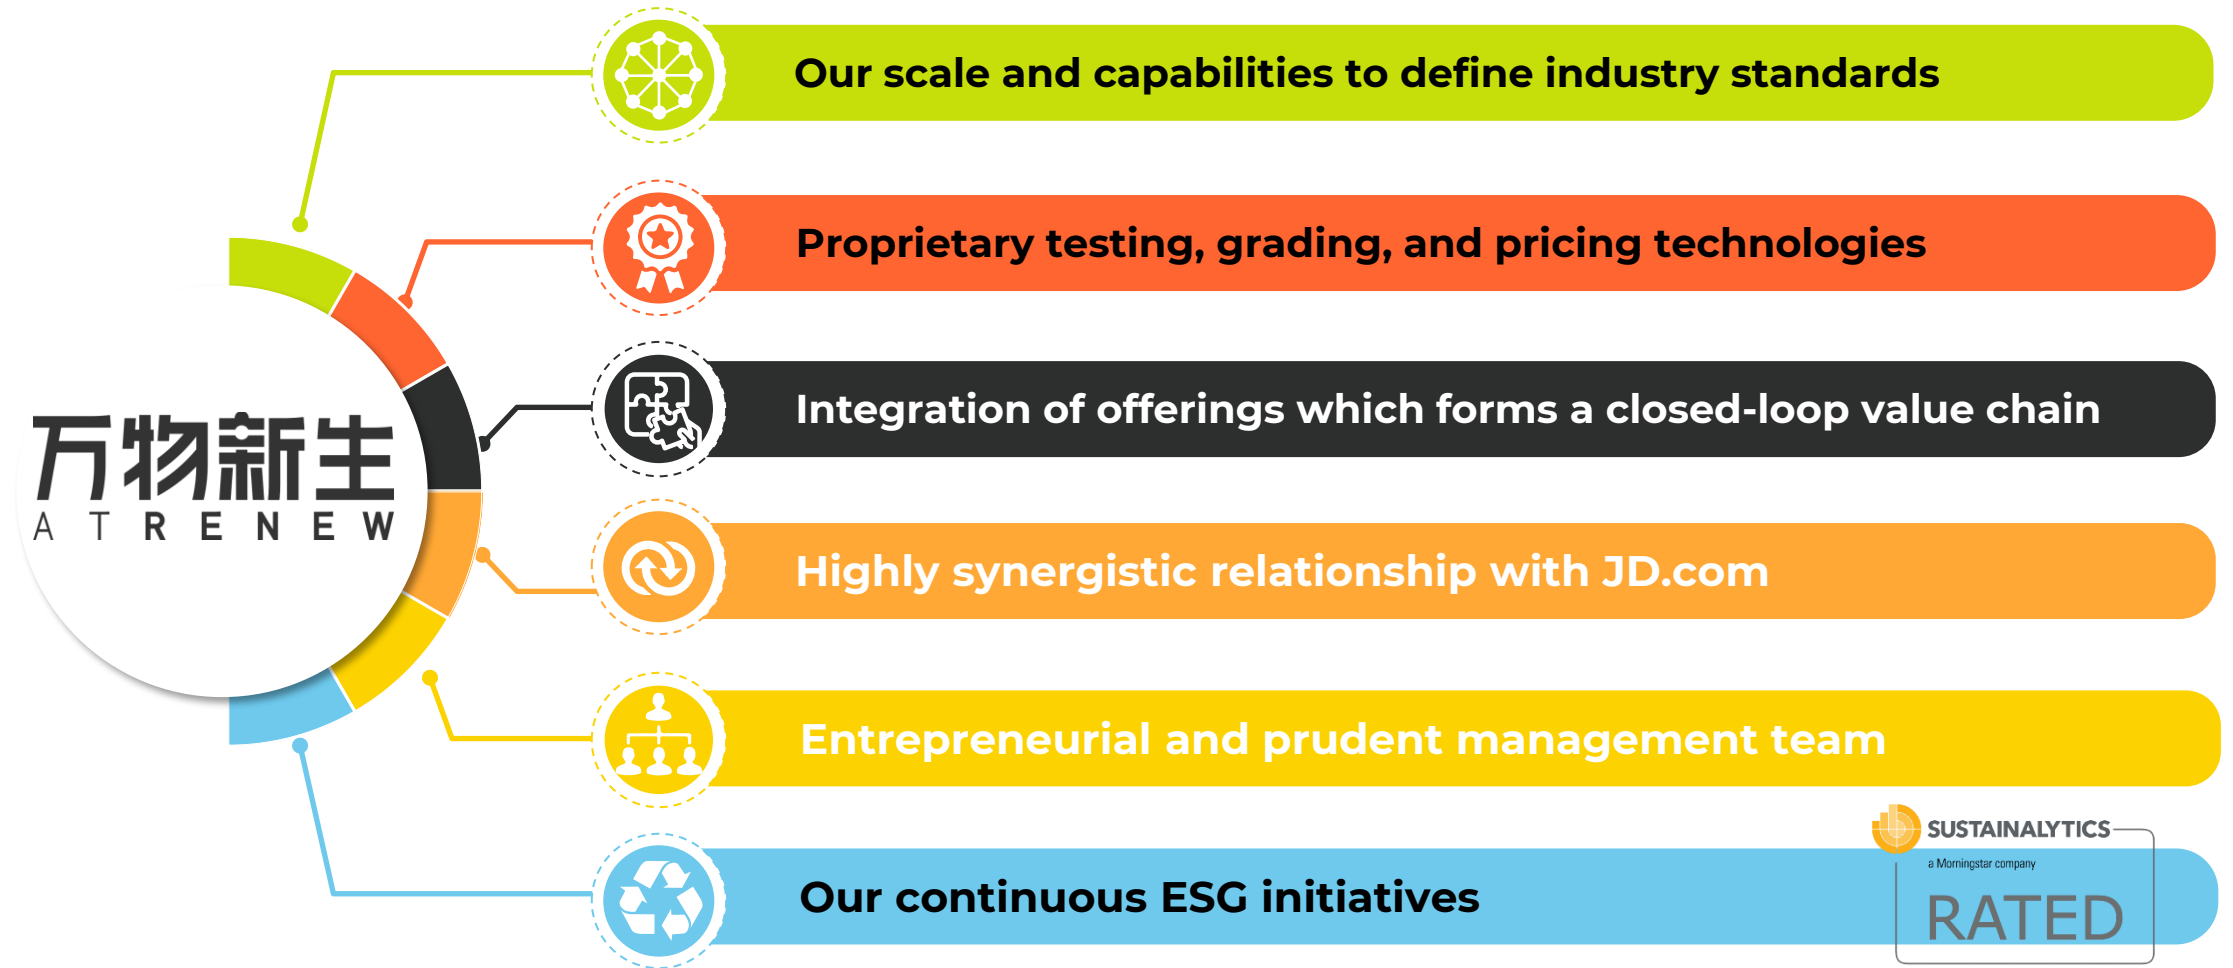 Our scale and capabilities to define industry standards
Proprietary testing, grading, and pricing technologies
Integration of offerings which forms a closed-loop value chain
万物新生
ATRENEW
Highly synergistic relationship with JD.com
Entrepreneurial and prudent management team
Our continuous ESG initiatives
SUSTAINALYTICS
a Morningstar company
RATED